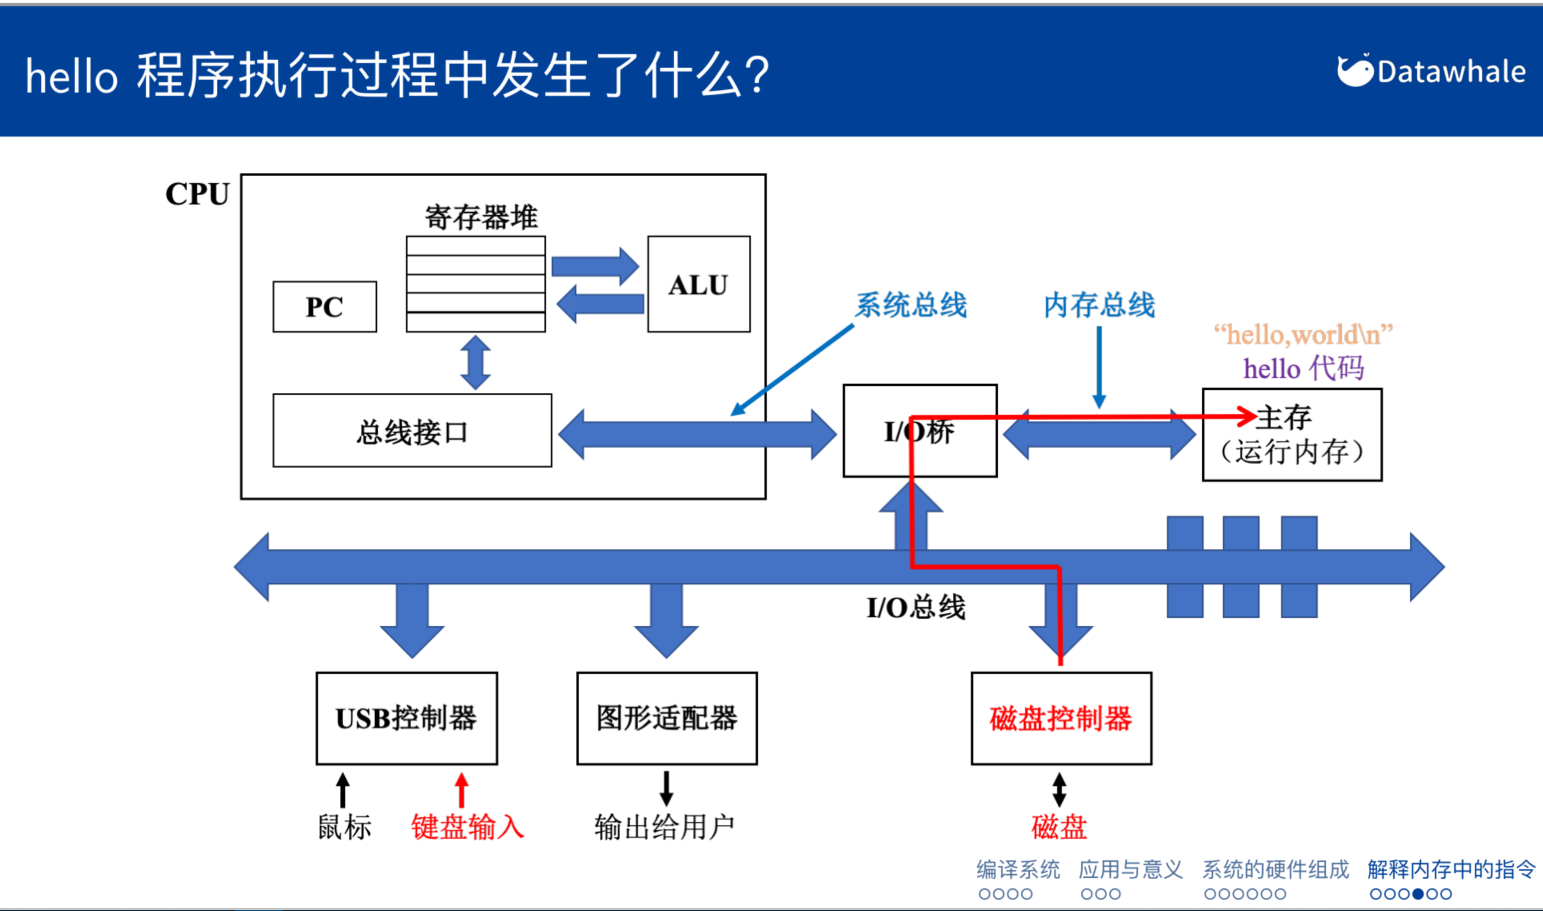 hello 程序执行过程中发生了什么？
Datawhale
CPU
寄存器堆
PC
ALU
总线接口
系统总线
内存总线
“hello,world\n”
hello 代码
I/O桥
主存
（运行内存）
I/O总线
USB控制器
图形适配器
磁盘控制器
鼠标
键盘输入
输出给用户
磁盘
编译系统 应用与意义 系统的硬件组成 解释内存中的指令